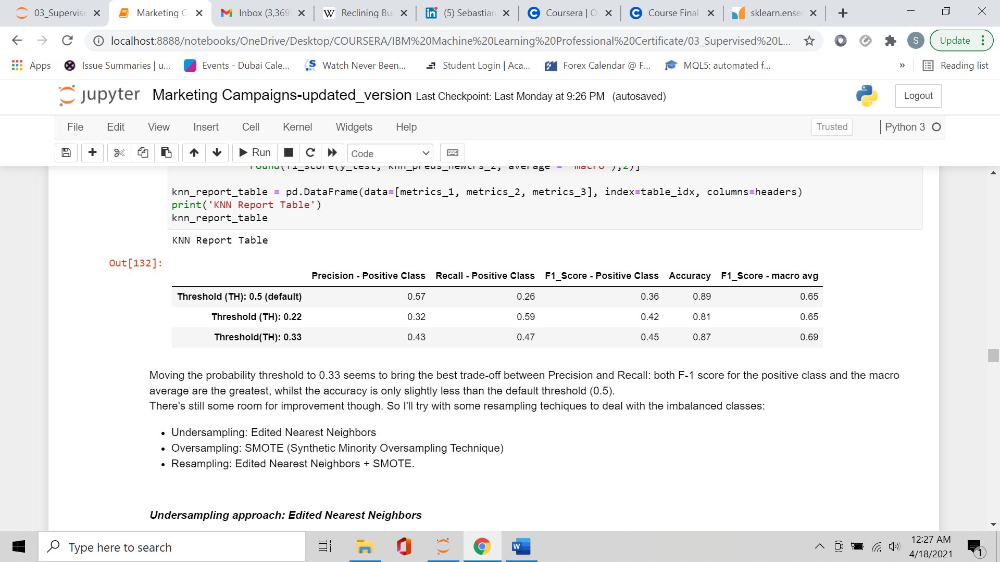 03_Supervise
Marketing C
Inbox (3,369
W
Reclining Bu
in
(5) Sebastian
Coursera | O
Course Final
sklearn.enser
localhost:8888/notebooks/OneDrive/Desktop/COURSERA/IBM%20Machine%20Learning%20Professional%20Certificate/03_Supervised%20L...
S
Update
Apps
Issue Summaries | u...
Events - Dubai Cale...
Watch Never Been...
Student Login | Aca...
Forex Calendar @ F...
MQL5: automated f...
»
Reading list
jupyter
Marketing Campaigns-updated_version Last Checkpoint: Last Monday at 9:26 PM (autosaved)
Logout
File Edit View Insert Cell Kernel Widgets Help
Trusted
Python 3
Run
Code
round(f1_score(y_test, knn_preds_newtrs_2, average = 'macro'),2)]
knn_report_table = pd.DataFrame(data=[metrics_1, metrics_2, metrics_3], index=table_idx, columns=headers)
print('KNN Report Table')
knn_report_table
KNN Report Table
Out[132]:
Precision - Positive Class Recall - Positive Class F1_Score - Positive Class Accuracy F1_Score - macro avg
Threshold (TH): 0.5 (default) 0.57 0.26 0.36 0.89 0.65
Threshold (TH): 0.22 0.32 0.59 0.42 0.81 0.65
Threshold(TH): 0.33 0.43 0.47 0.45 0.87 0.69
Moving the probability threshold to 0.33 seems to bring the best trade-off between Precision and Recall: both F-1 score for the positive class and the macro
average are the greatest, whilst the accuracy is only slightly less than the default threshold (0.5).
There's still some room for improvement though. So I'll try with some resampling techiques to deal with the imbalanced classes:
• Undersampling: Edited Nearest Neighbors
• Oversampling: SMOTE (Synthetic Minority Oversampling Technique)
• Resampling: Edited Nearest Neighbors + SMOTE.
Undersampling approach: Edited Nearest Neighbors
Type here to search
W
12:27 AM
4/18/2021
1